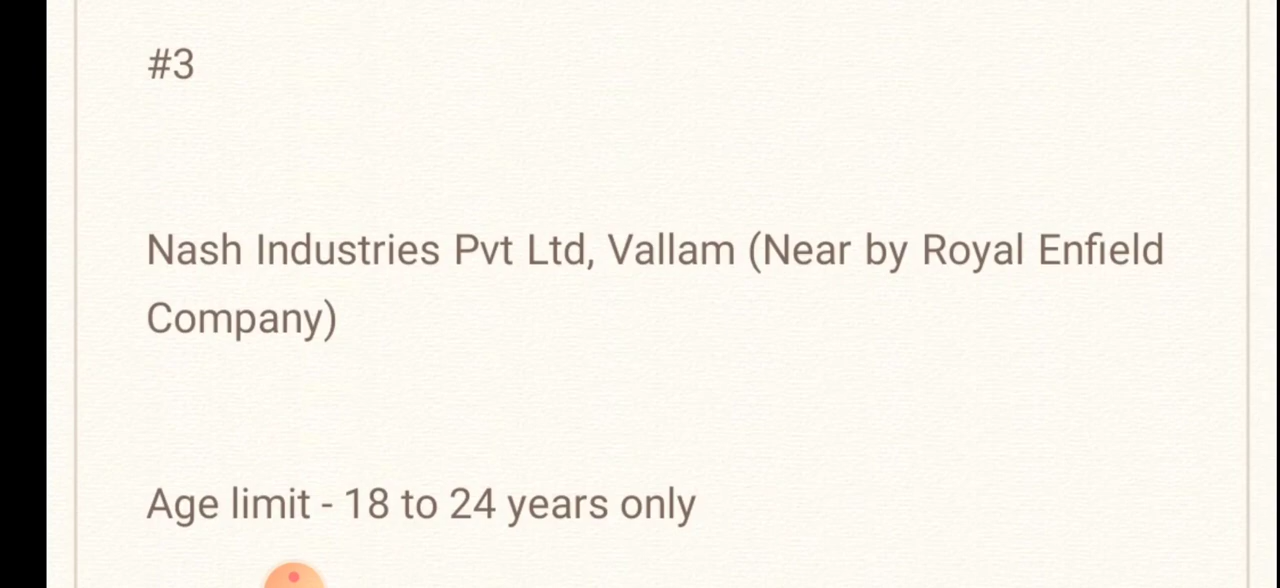 #3
Nash Industries Pvt Ltd, Vallam (Near by Royal Enfield
Company)
Age limit - 18 to 24 years only